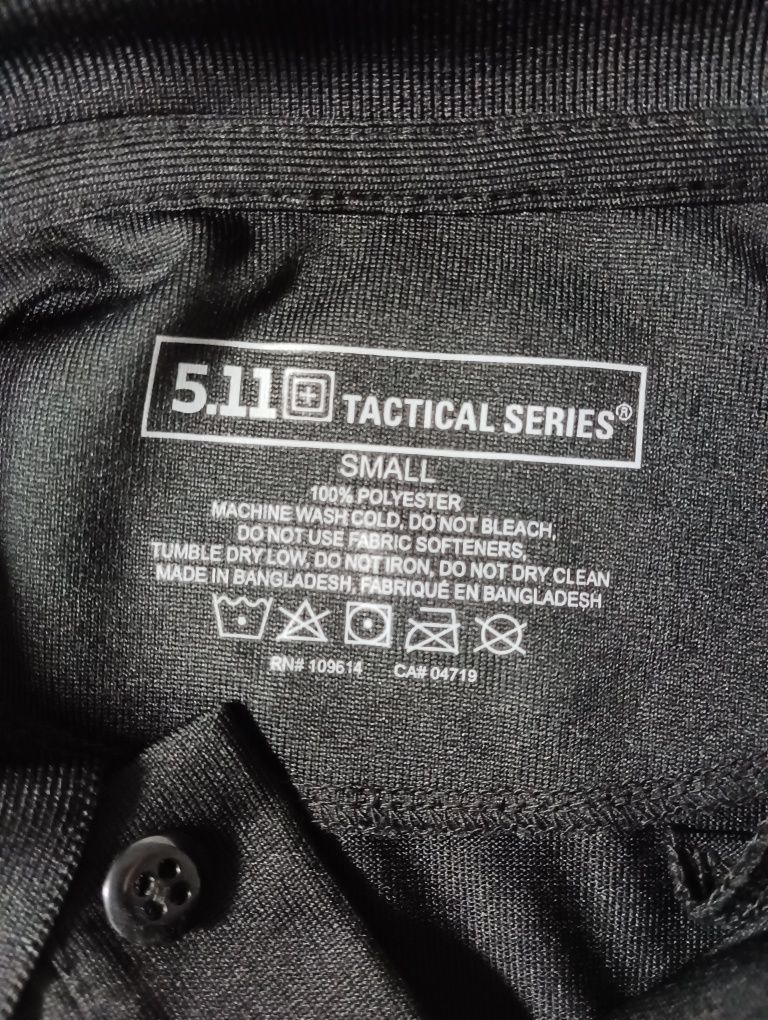 5.11 TACTICAL SERIES®
SMALL
100% POLYESTER
MACHINE WASH COLD, DO NOT BLEACH,
DO NOT USE FABRIC SOFTENERS,
TUMBLE DRY LOW, DO NOT IRON, DO NOT DRY CLEAN
MADE IN BANGLADESH, FABRIQUÉ EN BANGLADESH
RN# 109614 CA# 04719